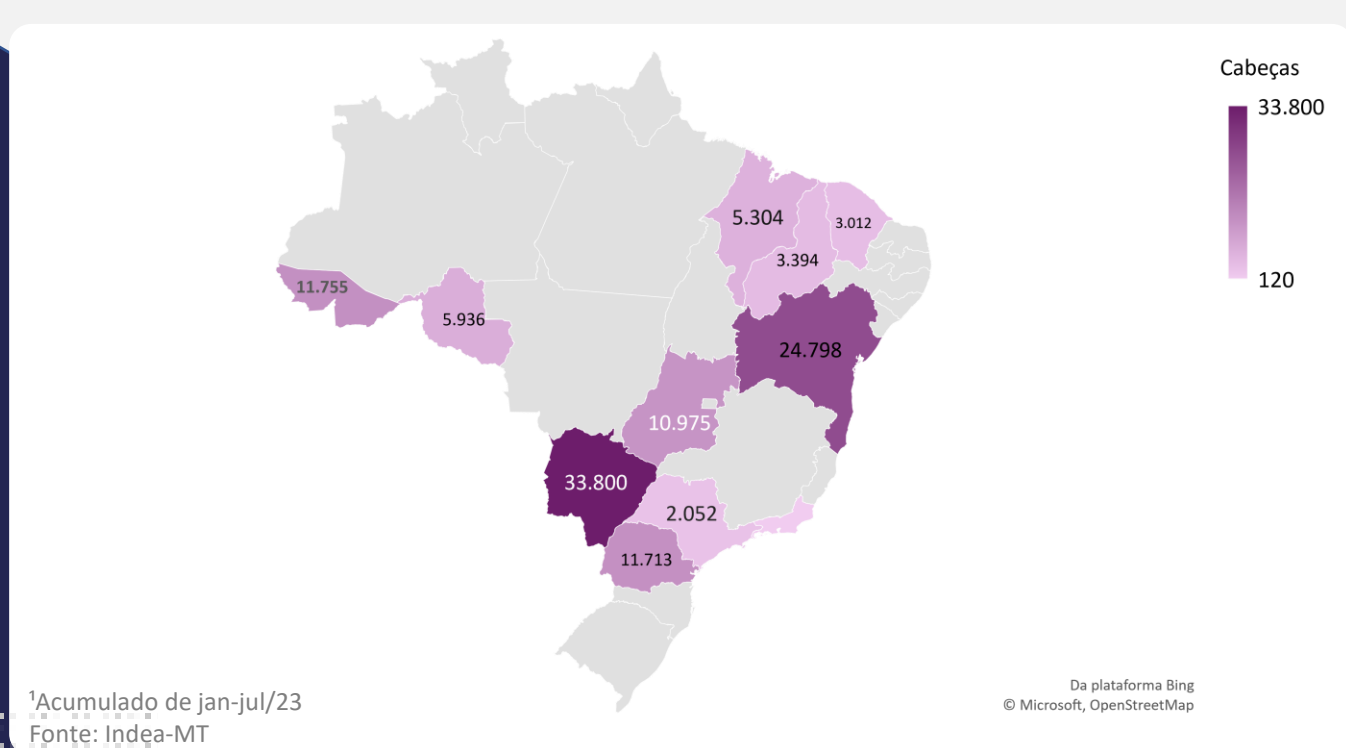 Cabeças
33.800
120
5.304
3.012
3.394
11.755
5.936
24.798
10.975
33.800
2.052
11.713
¹Acumulado de jan-jul/23
Fonte: Indea-MT
Da plataforma Bing
© Microsoft, OpenStreetMap